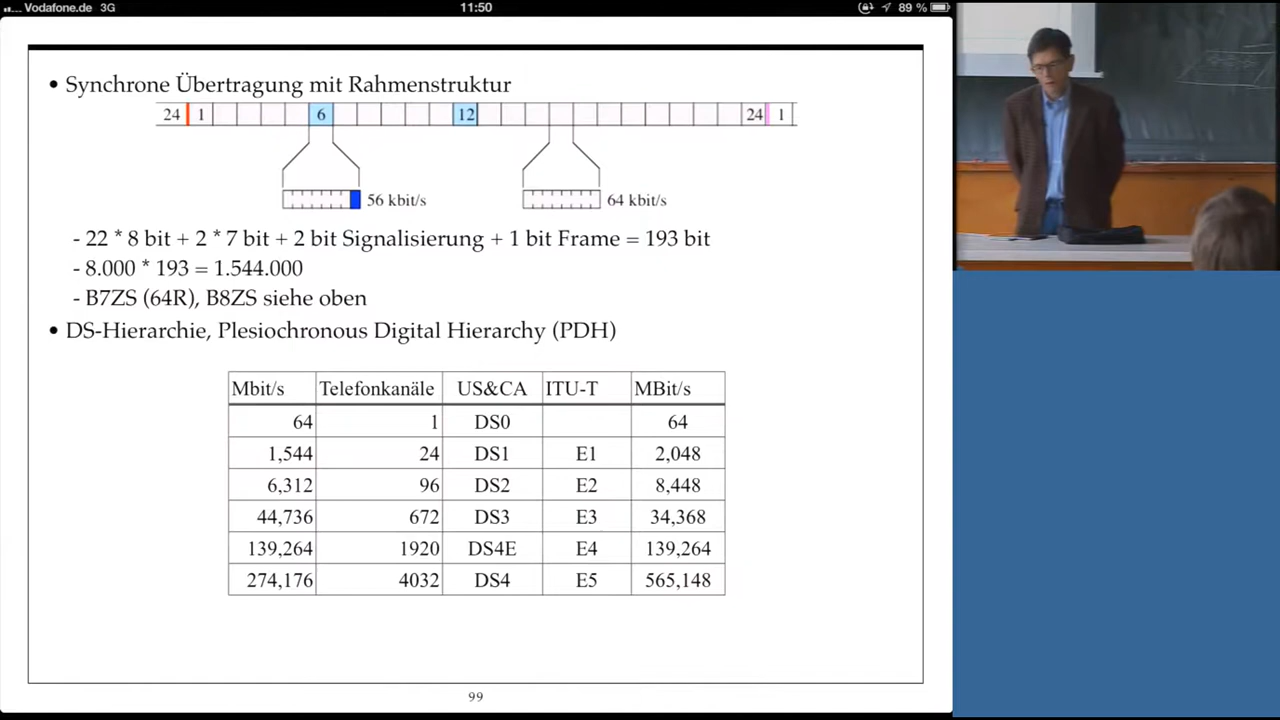 Vodafone.de 3G 11:50 89 %
• Synchrone Übertragung mit Rahmenstruktur
24 1 6 12 24 1
56 kbit/s 64 kbit/s
- 22 * 8 bit + 2 * 7 bit + 2 bit Signalisierung + 1 bit Frame = 193 bit
- 8.000 * 193 = 1.544.000
- B7ZS (64R), B8ZS siehe oben
• DS-Hierarchie, Plesiochronous Digital Hierarchy (PDH)
Mbit/s Telefonkanäle US&CA ITU-T MBit/s
64 1 DS0 64
1,544 24 DS1 E1 2,048
6,312 96 DS2 E2 8,448
44,736 672 DS3 E3 34,368
139,264 1920 DS4E E4 139,264
274,176 4032 DS4 E5 565,148
99